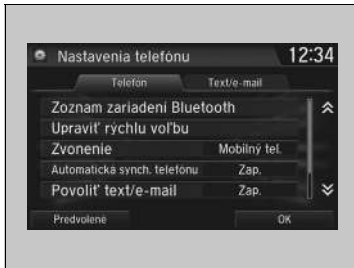 Nastavenia telefónu 12:34
Telefón Text/e-mail
Zoznam zariadení Bluetooth
Upraviť rýchlu voľbu
Zvonenie Mobilný tel.
Automatická synch. telefónu Zap.
Povoliť text/e-mail Zap.
Predvolené OK